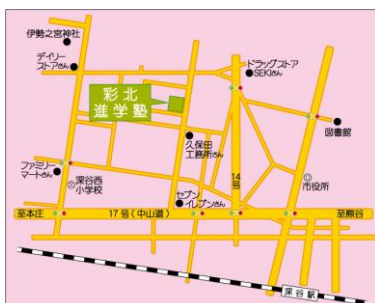 伊勢之宮神社
デイリー
ストアさん
ドラッグストア
SEKIさん
彩北
進学塾
図書館
久保田
工務所さん
ファミリー
マートさん
深谷西
小学校
14号
市役所
セブン
イレブンさん
至本庄
17号(中山道)
至熊谷
深谷駅